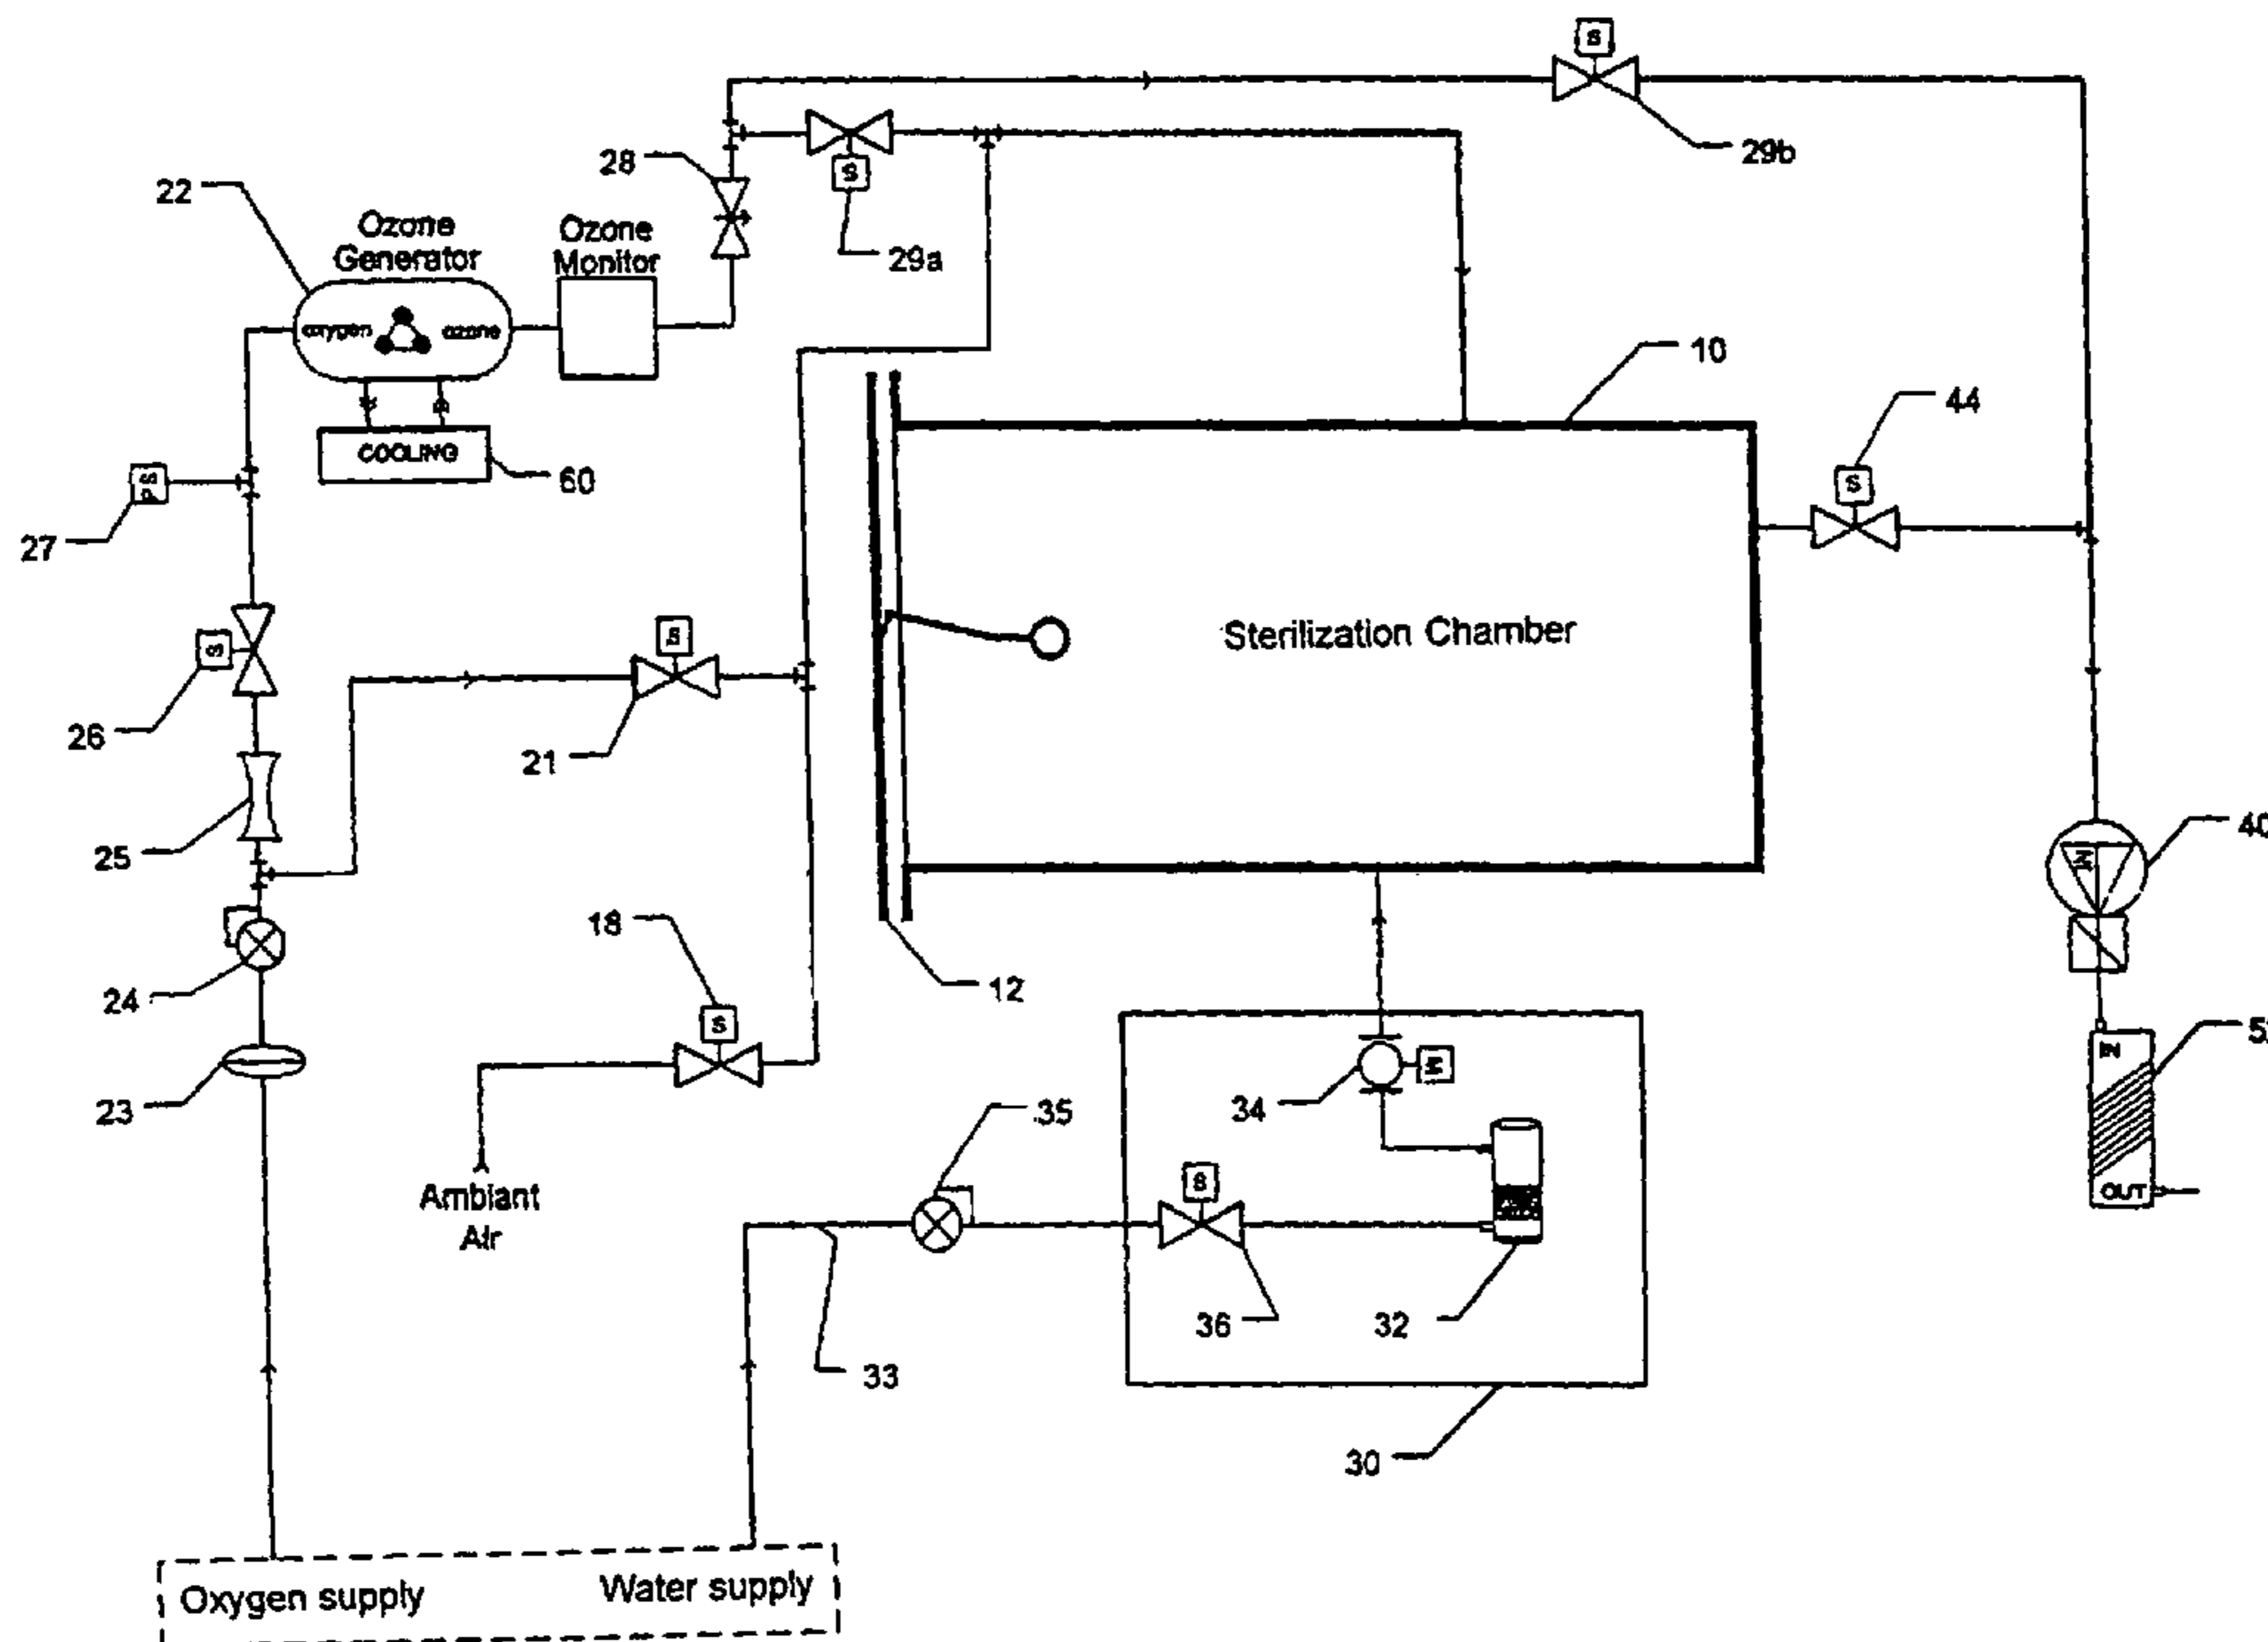 S
29b
28
S
29a
22
Ozone
Generator
Ozone
Monitor
oxygen
ozone
10
44
COOLING
60
S
27
S
Sterilization Chamber
26
S
21
25
40
M
18
24
12
S
23
IN
35
34
M
S
Ambiant
Air
OUT
36
32
33
30
Oxygen supply
Water supply